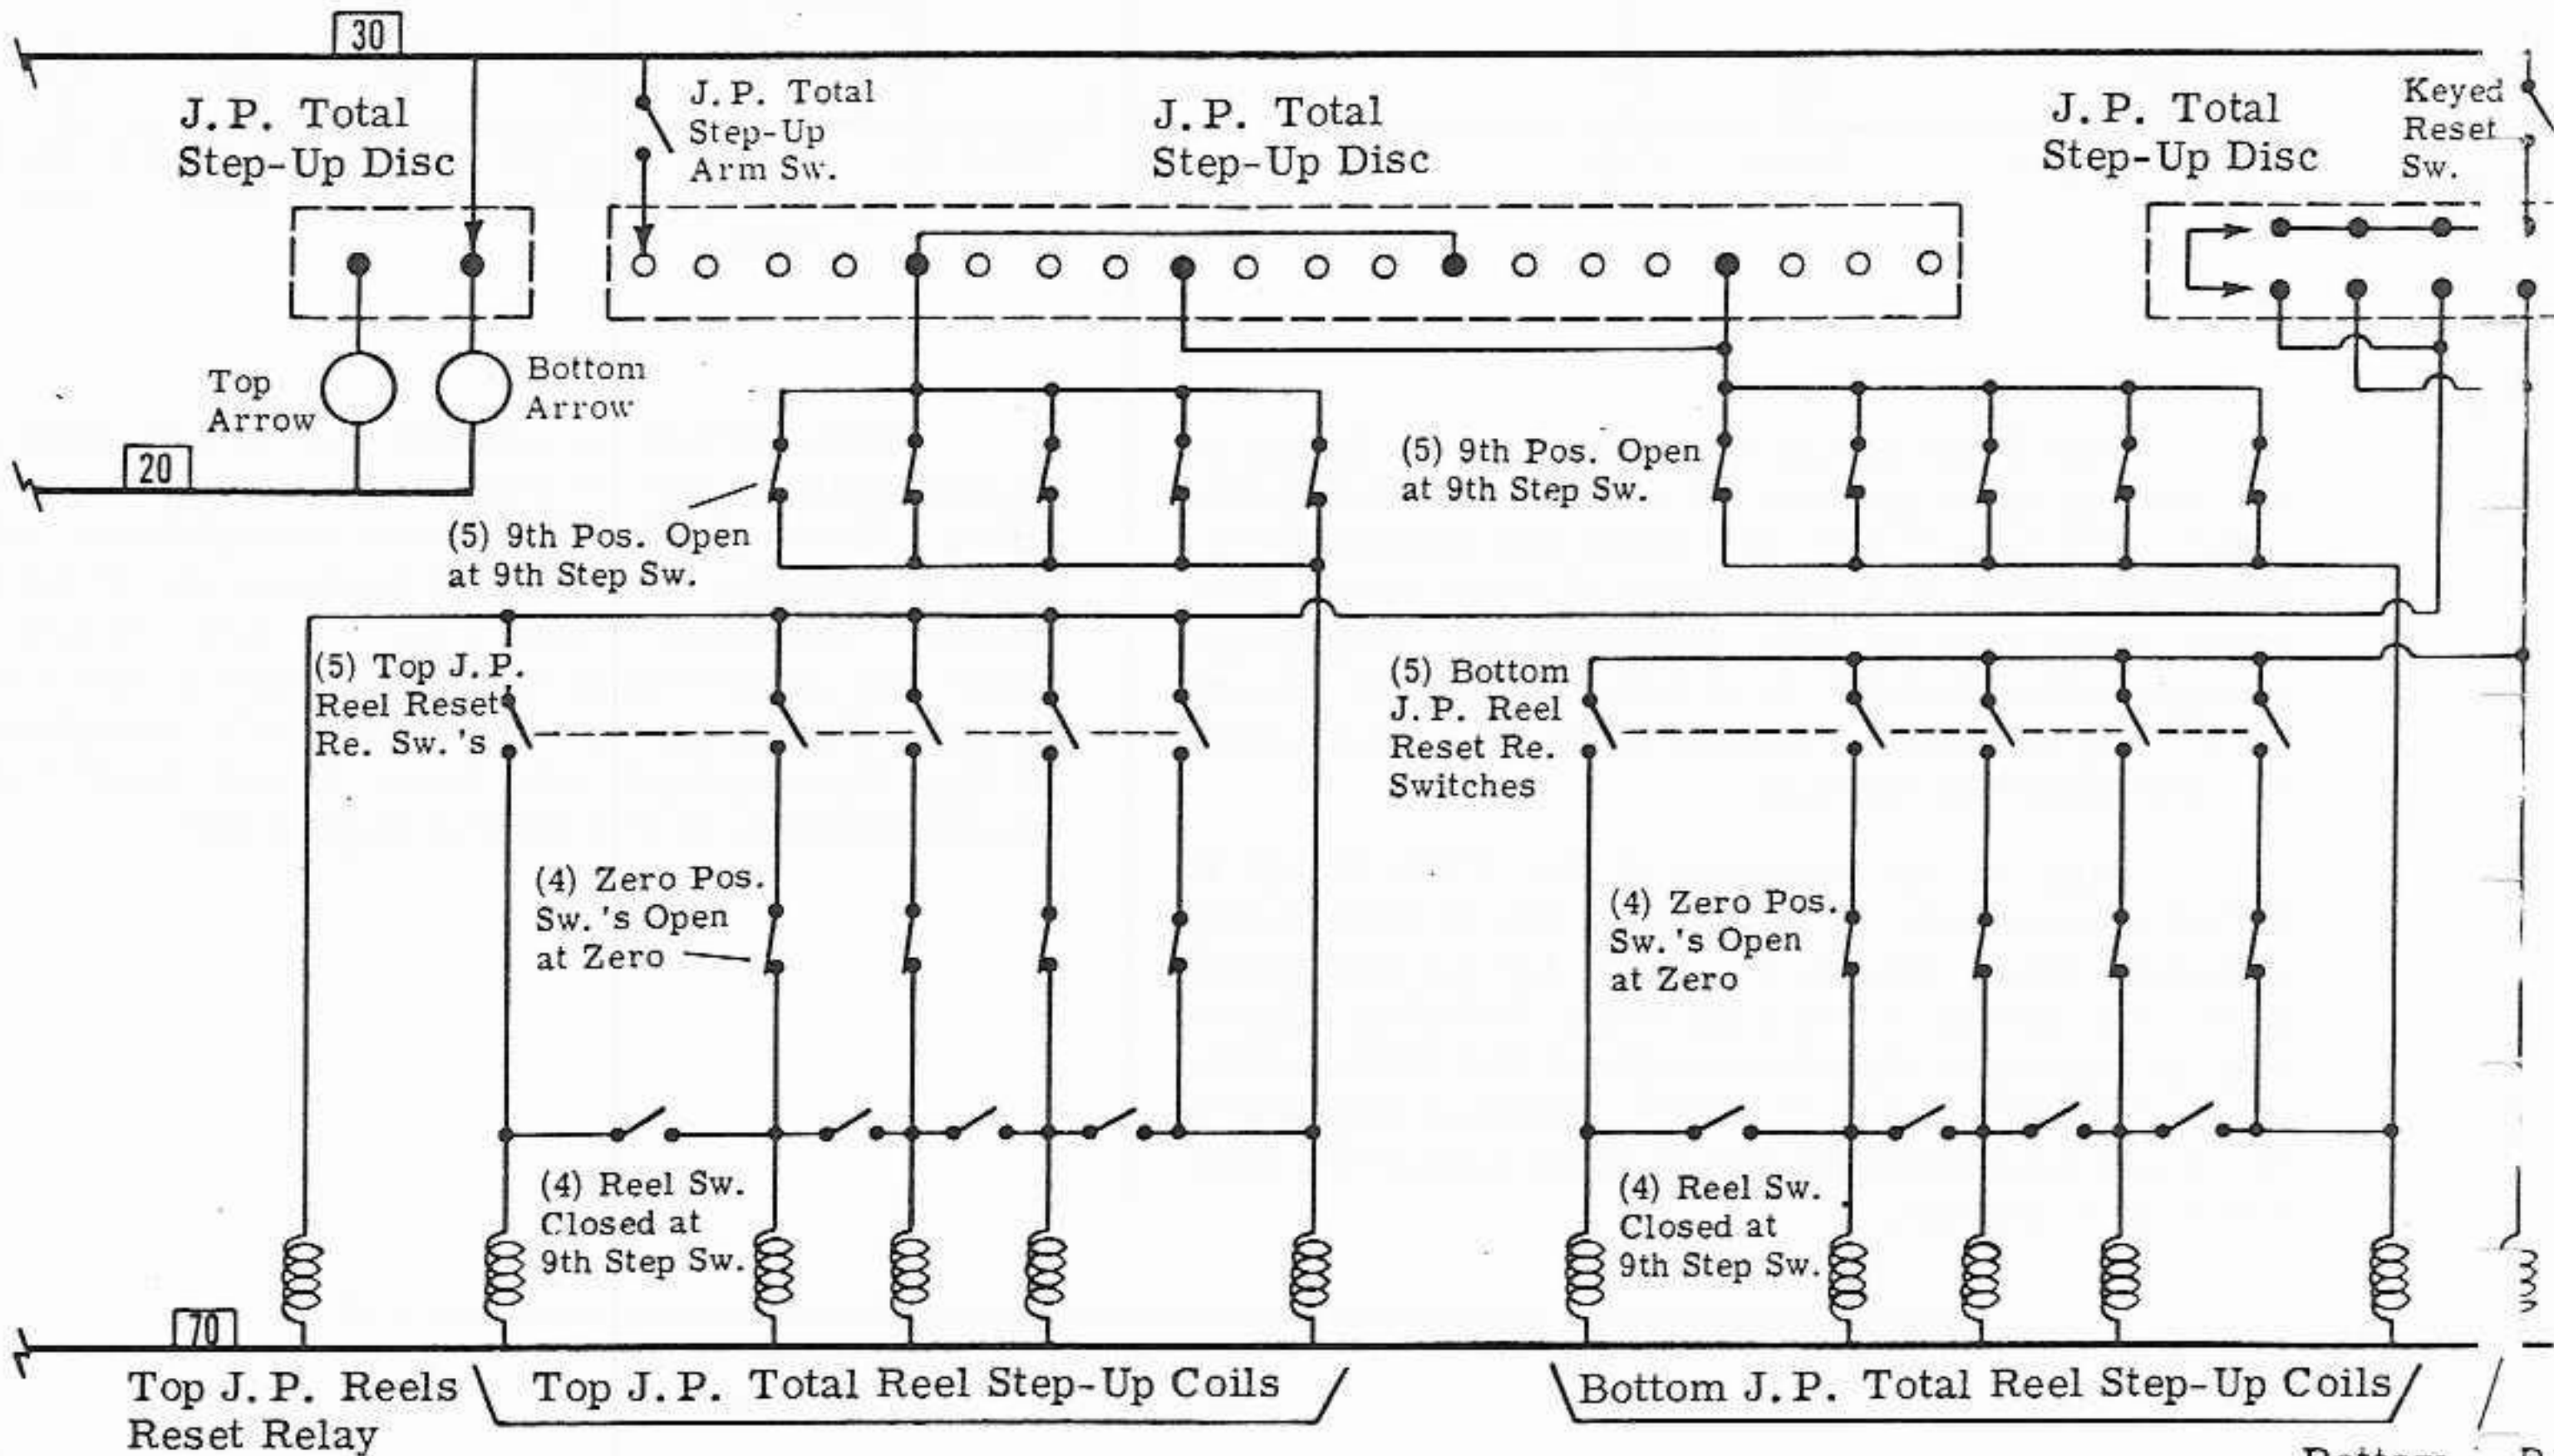 30
J.P. Total
Step-Up Disc
J.P. Total
Step-Up
Arm Sw.
J.P. Total
Step-Up Disc
J.P. Total
Step-Up Disc
Keyed
Reset
Sw.
Top
Arrow
Bottom
Arrow
20
(5) 9th Pos. Open
at 9th Step Sw.
(5) 9th Pos. Open
at 9th Step Sw.
(5) Top J.P.
Reel Reset
Re. Sw.'s
(5) Bottom
J.P. Reel
Reset Re.
Switches
(4) Zero Pos.
Sw.'s Open
at Zero
(4) Zero Pos.
Sw.'s Open
at Zero
(4) Reel Sw.
Closed at
9th Step Sw.
(4) Reel Sw.
Closed at
9th Step Sw.
70
Top J.P. Reels
Reset Relay
Top J.P. Total Reel Step-Up Coils
Bottom J.P. Total Reel Step-Up Coils
Bottom